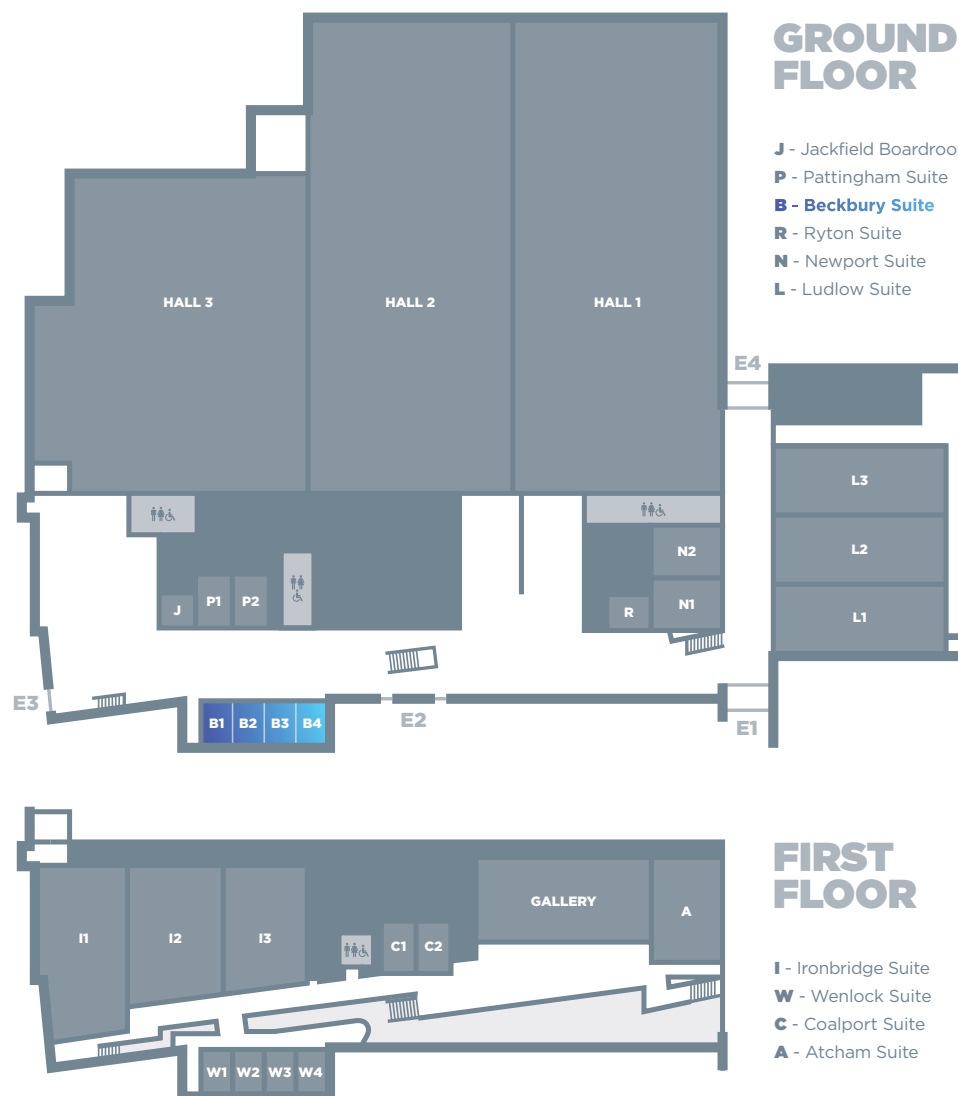 GROUND
FLOOR
J - Jackfield Boardroo
P - Pattingham Suite
B - Beckbury Suite
R - Ryton Suite
N - Newport Suite
L - Ludlow Suite
HALL 3
HALL 2
HALL 1
E4
L3
L2
L1
N2
N1
R
J
P1
P2
E3
B1
B2
B3
B4
E2
E1
FIRST
FLOOR
I - Ironbridge Suite
W - Wenlock Suite
C - Coalport Suite
A - Atcham Suite
GALLERY
A
I1
I2
I3
C1
C2
W1
W2
W3
W4